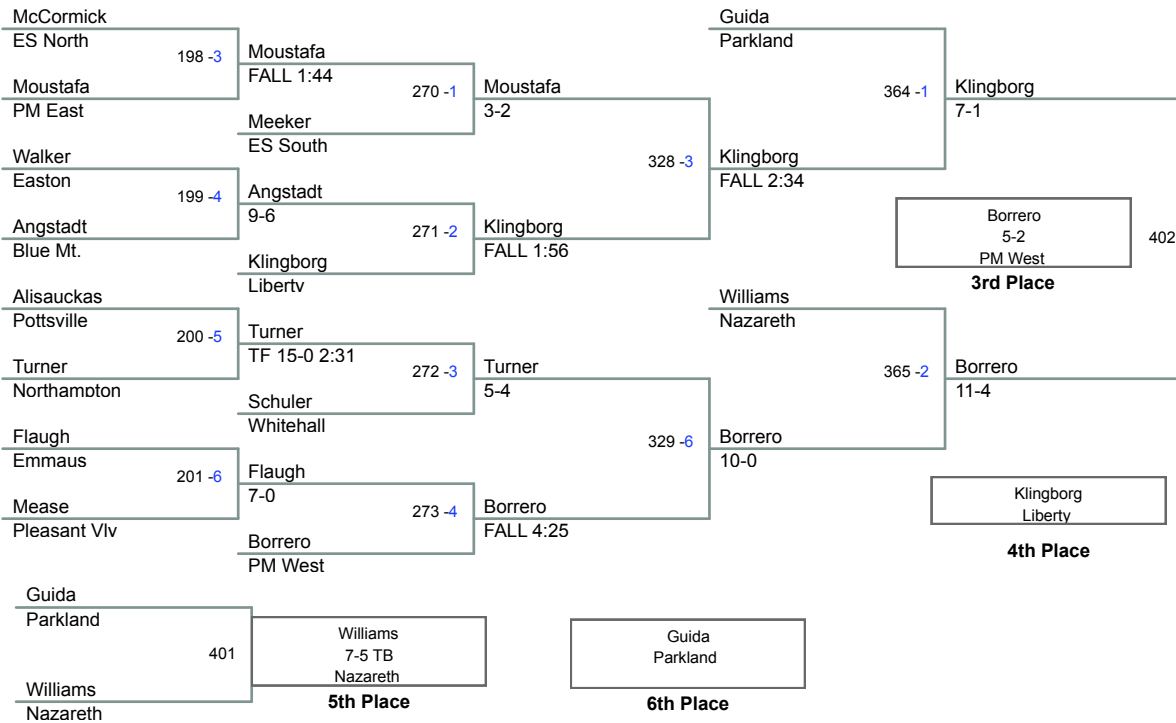 McCormick
ES North
198 -3
Moustafa
PM East
Moustafa
FALL 1:44
270 -1
Meeker
ES South
Moustafa
3-2
Walker
Easton
199 -4
Angstadt
Blue Mt.
Angstadt
9-6
271 -2
Klingborg
Liberty
Klingborg
FALL 1:56
328 -3
Klingborg
FALL 2:34
Guida
Parkland
364 -1
Klingborg
7-1
Borrero
5-2
PM West
402
3rd Place
Alisauckas
Pottsville
200 -5
Turner
Northampton
Turner
TF 15-0 2:31
272 -3
Schuler
Whitehall
Turner
5-4
Flaugh
Emmaus
201 -6
Mease
Pleasant Vly
Flaugh
7-0
273 -4
Borrero
PM West
Borrero
FALL 4:25
329 -6
Borrero
10-0
Williams
Nazareth
365 -2
Borrero
11-4
Klingborg
Liberty
4th Place
Guida
Parkland
401
Williams
Nazareth
Williams
7-5 TB
Nazareth
5th Place
Guida
Parkland
6th Place